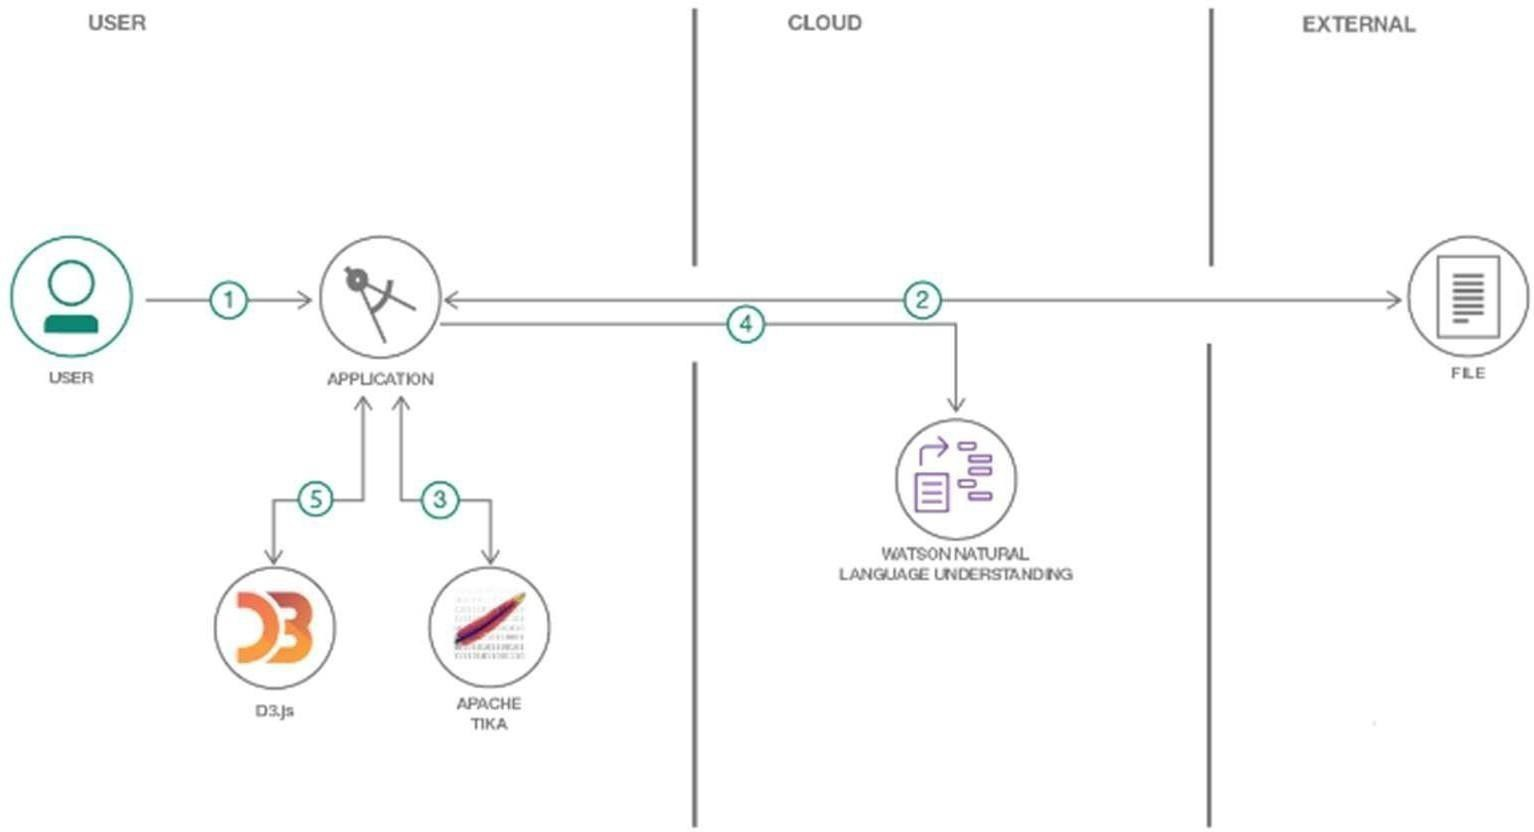 USER
CLOUD
EXTERNAL
1
2
4
USER
APPLICATION
FILE
5
3
WATSON NATURAL
LANGUAGE UNDERSTANDING
D3.js
APACHE
TIKA